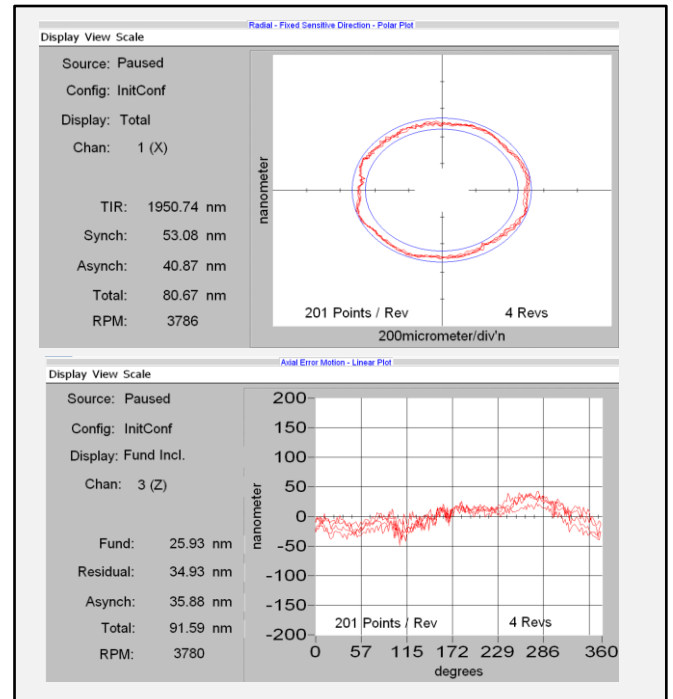 Radial - Fixed Sensitive Direction - Polar Plot
Display View Scale
Source: Paused
Config: InitConf
Display: Total
Chan: 1 (X)
TIR: 1950.74 nm
Synch: 53.08 nm
Asynch: 40.87 nm
Total: 80.67 nm
RPM: 3786
nanometer
201 Points / Rev 4 Revs
200micrometer/div'n
Axial Error Motion - Linear Plot
Display View Scale
Source: Paused
Config: InitConf
Display: Fund Incl.
Chan: 3 (Z)
Fund: 25.93 nm
Residual: 34.93 nm
Asynch: 35.88 nm
Total: 91.59 nm
RPM: 3780
nanometer
200
150
100
50
0
-50
-100
-150
-200
201 Points / Rev 4 Revs
0 57 115 172 229 286 360
degrees